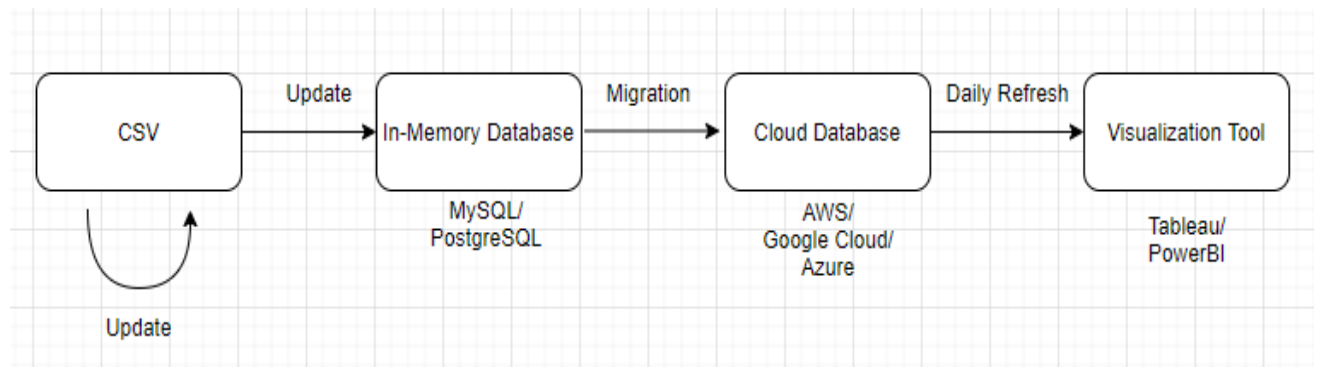 CSV
Update
In-Memory Database
Migration
Cloud Database
Daily Refresh
Visualization Tool
MySQL/
PostgreSQL
AWS/
Google Cloud/
Azure
Tableau/
PowerBI
Update